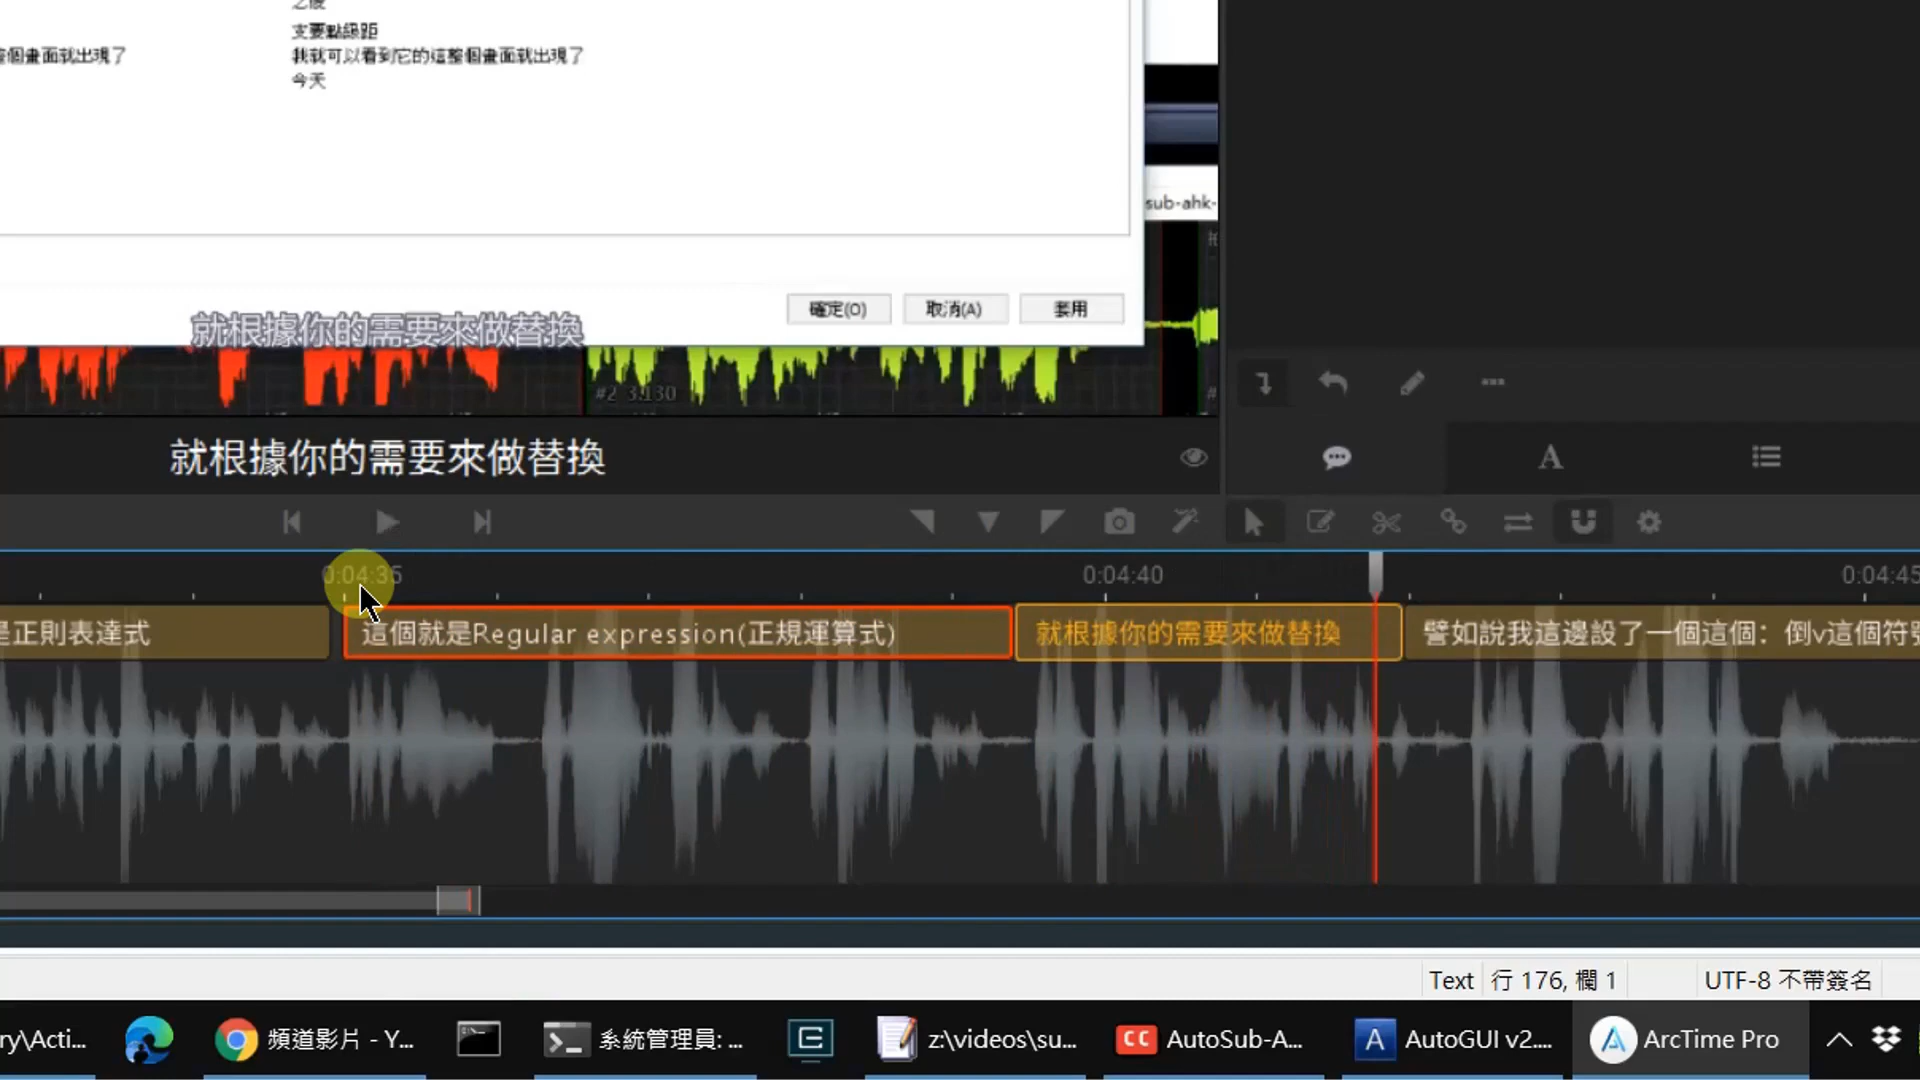 支要點線距
整個畫面就出現了
我就可以看到它的這整個畫面就出現了
今天
sub-ahk-
確定(O)
取消(A)
套用
就根據你的需要來做替換
#2 3.130
就根據你的需要來做替換
A
0:04:35
0:04:40
0:04:45
是正則表達式
這個就是Regular expression(正規運算式)
就根據你的需要來做替換
譬如說我這邊設了一個這個：倒v這個符號
Text
行 176, 欄 1
UTF-8 不帶簽名
ry\Acti...
頻道影片 - Y...
系統管理員: ...
z:\videos\su...
CC
AutoSub-A...
A
AutoGUI v2....
ArcTime Pro